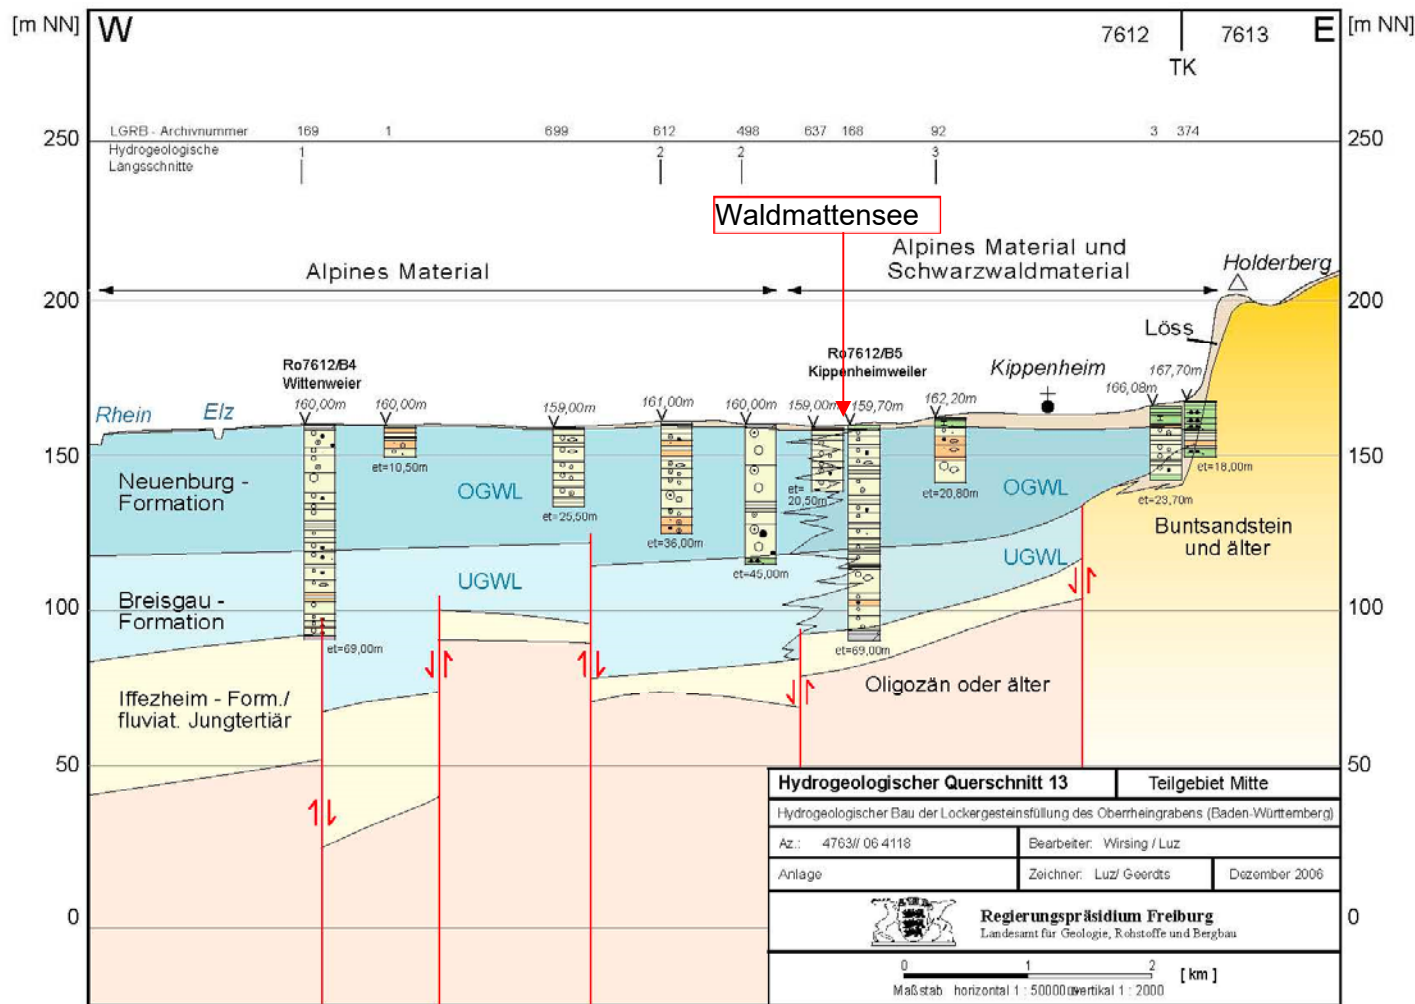 [m NN] W 7612 7613 E [m NN]
TK
250 LGRB - Archivnummer 169 1 699 612 498 637 168 92 3 374 250
Hydrogeologische Längsschnitte 1 2 2 3
Waldmattensee
Alpines Material
Alpines Material und
Schwarzwaldmaterial
Holderberg
200 200
Löss
Ro7612/B4
Wittenweier
Ro7612/B5
Kippenheimweiler
Kippenheim
Rhein Elz
160,00m 160,00m 159,00m 161,00m 160,00m 159,00m 159,70m 162,20m 166,08m 167,70m
150 150
et=10,50m
et=25,50m
et=36,00m
et=45,00m
et=
20,50m
et=20,80m
et=23,70m
et=18,00m
Neuenburg -
Formation
OGWL OGWL
Buntsandstein
und älter
UGWL UGWL
100 100
Breisgau -
Formation
et=69,00m et=69,00m
Iffezheim - Form./
fluviat. Jungtertiär
Oligozän oder älter
50 50
Hydrogeologischer Querschnitt 13 Teilgebiet Mitte
Hydrogeologischer Bau der Lockergesteinsfüllung des Oberrheingrabens (Baden-Württemberg)
Az.: 4763// 06 4118 Bearbeiter: Wirsing / Luz
Anlage Zeichner: Luz/ Geerdts Dezember 2006
0 0
Regierungspräsidium Freiburg
Landesamt für Geologie, Rohstoffe und Bergbau
0 1 2 [ km ]
Maßstab horizontal 1 : 50000 vertikal 1 : 2000